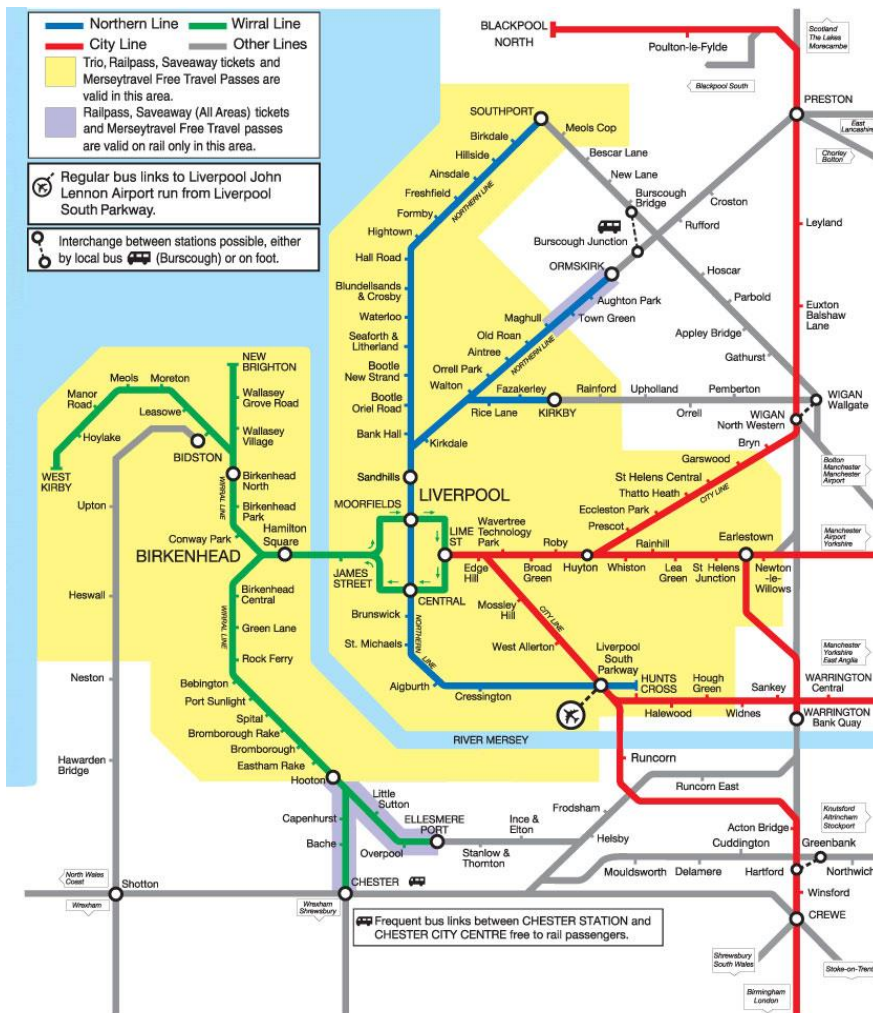 Northern Line
Wirral Line
City Line
Other Lines
Trio, Railpass, Saveaway tickets and
Merseytravel Free Travel Passes are
valid in this area.
Railpass, Saveaway (All Areas) tickets
and Merseytravel Free Travel passes
are valid on rail only in this area.
Regular bus links to Liverpool John
Lennon Airport run from Liverpool
South Parkway.
Interchange between stations possible, either
by local bus (Burscough) or on foot.
BLACKPOOL
NORTH
Poulton-le-Fylde
Blackpool South
Scotland
The Lakes
Morecambe
PRESTON
East
Lancashire
Chorley
Bolton
SOUTHPORT
Meols Cop
Birkdale
Bescar Lane
Hillside
New Lane
Ainsdale
Burscough
Bridge
Freshfield
Croston
Formby
Rufford
Leyland
Hightown
NORTHERN LINE
Burscough Junction
Hall Road
ORMSKIRK
Hoscar
Blundellsands
& Crosby
Aughton Park
Parbold
Euxton
Balshaw
Lane
Waterloo
Maghull
Town Green
Seaforth &
Litherland
Old Roan
Appley Bridge
Aintree
NORTHERN LINE
Gathurst
Bootle
New Strand
Orrell Park
Walton
Fazakerley
Rainford
Upholland
Pemberton
WIGAN
Wallgate
Bootle
Oriel Road
Rice Lane
KIRKBY
Orrell
WIGAN
North Western
Bank Hall
Kirkdale
Bryn
Garswood
Bolton
Manchester
Manchester
Airport
Sandhills
St Helens Central
Thatto Heath
CITY LINE
Eccleston Park
Prescot
NEW
BRIGHTON
Meols
Moreton
Manor
Road
Wallasey
Grove Road
Leasowe
Hoylake
Wallasey
Village
BIDSTON
WEST
KIRBY
Birkenhead
North
WIRRAL LINE
Upton
Birkenhead
Park
Conway Park
Hamilton
Square
BIRKENHEAD
MOORFIELDS
LIVERPOOL
LIME
ST
Wavertree
Technology
Park
Roby
Rainhill
Earlestown
Manchester
Airport
Yorkshire
JAMES
STREET
Edge
Hill
Broad
Green
Huyton
Whiston
Lea
Green
St Helens
Junction
Newton
-le-
Willows
CENTRAL
Heswall
Birkenhead
Central
WIRRAL LINE
Green Lane
Rock Ferry
Brunswick
NORTHERN
LINE
St. Michaels
Mossley
Hill
CITY LINE
West Allerton
Liverpool
South
Parkway
Manchester
Yorkshire
East Anglia
Neston
Bebington
Aigburth
Cressington
HUNTS
CROSS
Hough
Green
Sankey
WARRINGTON
Central
Port Sunlight
Halewood
Widnes
Spital
WARRINGTON
Bank Quay
Bromborough Rake
RIVER MERSEY
Bromborough
Hawarden
Bridge
Eastham Rake
Runcorn
Hooton
Runcorn East
Little
Sutton
Capenhurst
ELLESMERE
PORT
Ince &
Elton
Frodsham
Knutsford
Altrincham
Stockport
Acton Bridge
Helsby
Cuddington
Greenbank
Bache
Overpool
Stanlow &
Thornton
Mouldsworth
Delamere
Hartford
Northwich
North Wales
Coast
Shotton
CHESTER
Winsford
Wrexham
Wrexham
Shrewsbury
CREWE
Frequent bus links between CHESTER STATION and
CHESTER CITY CENTRE free to rail passengers.
Shrewsbury
South Wales
Stoke-on-Trent
Birmingham
London